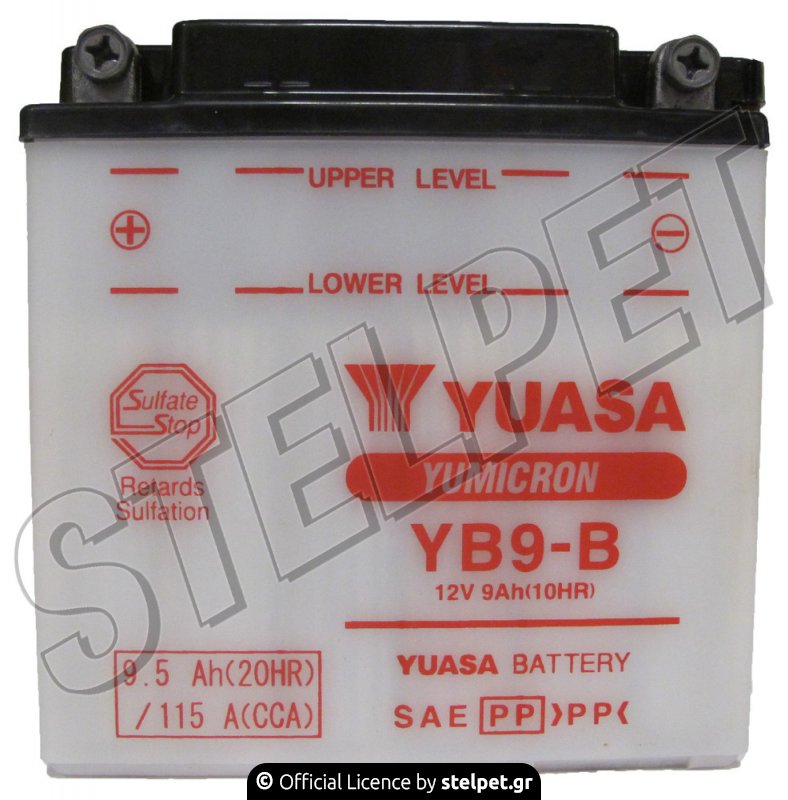 UPPER LEVEL
LOWER LEVEL
Sulfate
Stop
Retards
Sulfation
YUASA
YUMICRON
YB9-B
12V 9Ah(10HR)
9.5 Ah(20HR)
/115 A(CCA)
YUASA BATTERY
SAE PP >PP<
STELPET
© Official Licence by stelpet.gr